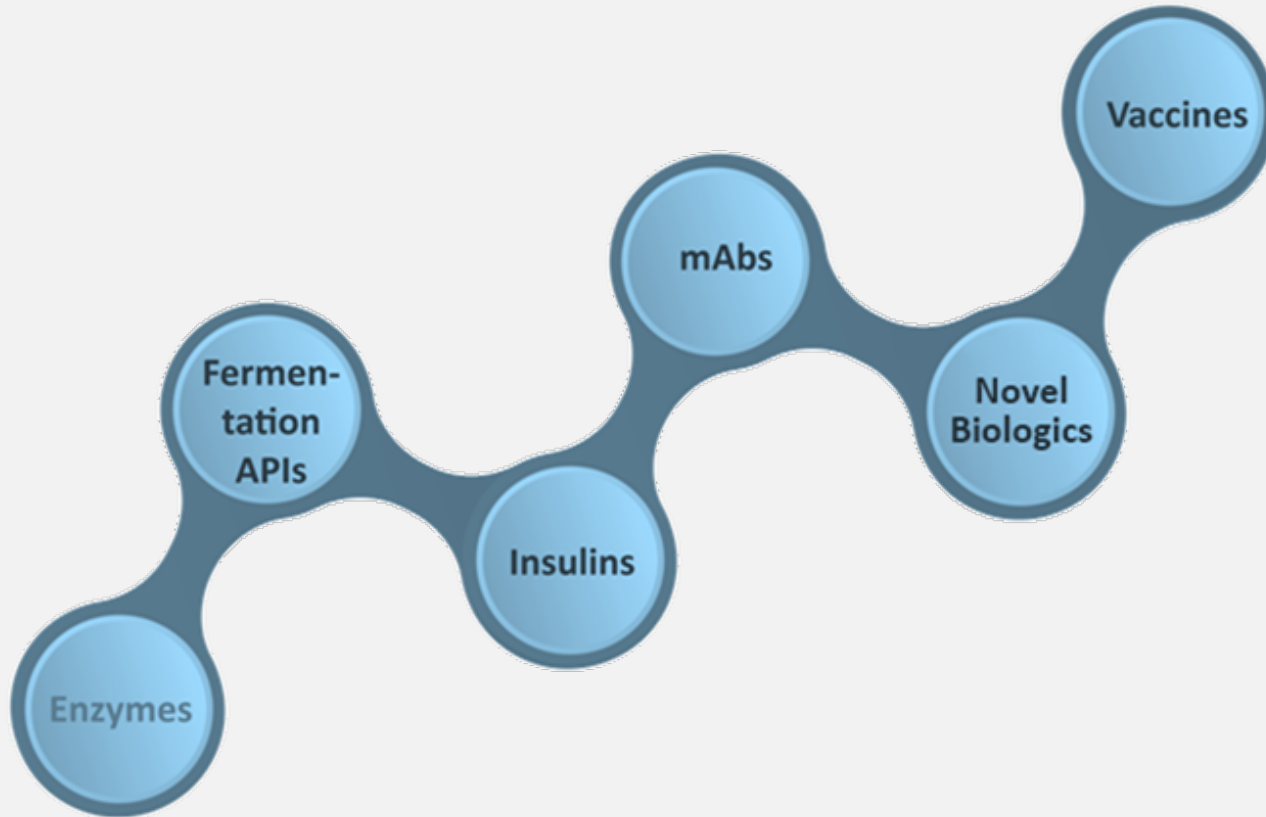 Enzymes
Fermen-
tation
APIs
Insulins
mAbs
Novel
Biologics
Vaccines